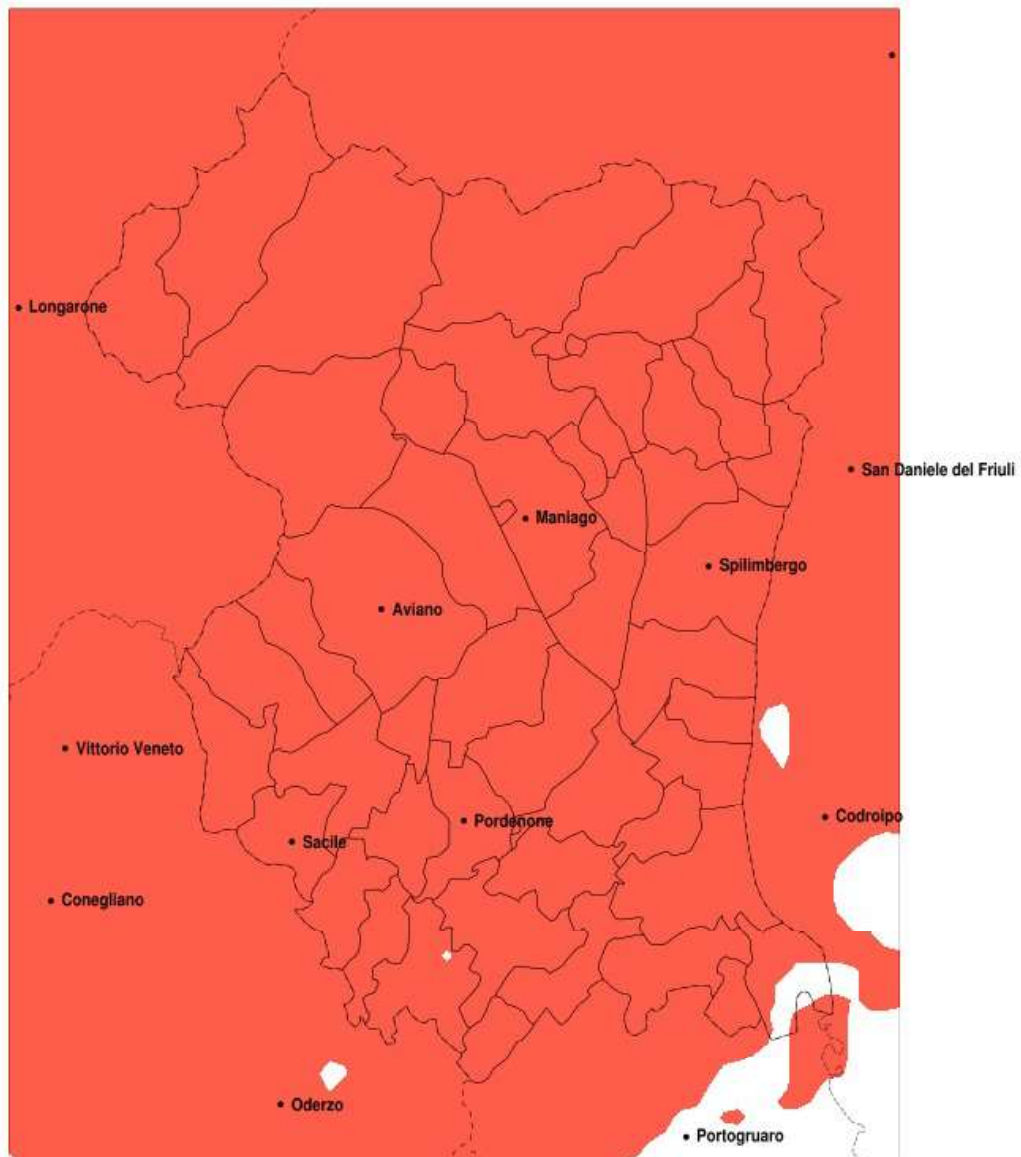 Longarone
San Daniele del Friuli
Maniago
Spilimbergo
Aviano
Vittorio Veneto
Codroipo
Pordenone
Sacile
Conegliano
Oderzo
Portogruaro